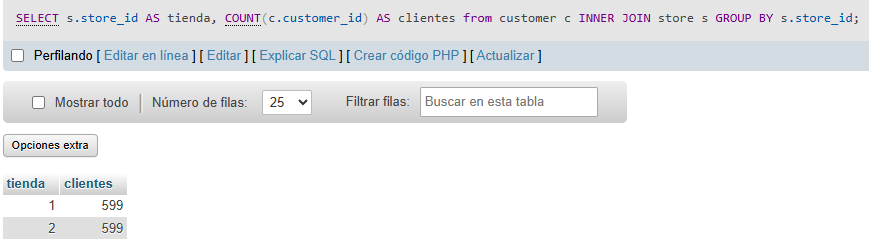 SELECT s.store_id AS tienda, COUNT(c.customer_id) AS clientes from customer c INNER JOIN store s GROUP BY s.store_id;
Perfilando [ Editar en línea ] [ Editar ] [ Explicar SQL ] [ Crear código PHP ] [ Actualizar ]
Mostrar todo Número de filas: 25 Filtrar filas: Buscar en esta tabla
Opciones extra
tienda clientes
1 599
2 599